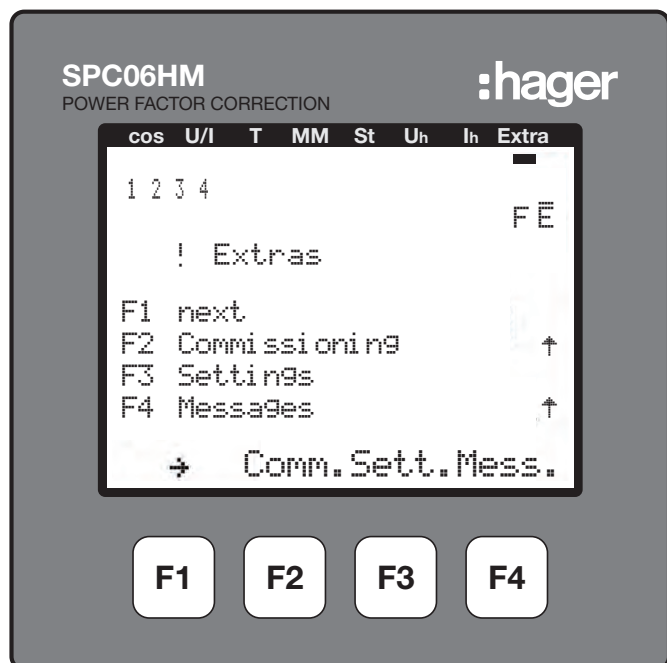 SPC06HM
:hager
POWER FACTOR CORRECTION
cos U/I T MM St Uh Ih Extra
1 2 3 4
F Ē
! Extras
F1 next
F2 Commissioning ↑
F3 Settings
F4 Messages ↑
→ Comm. Sett. Mess.
F1 F2 F3 F4